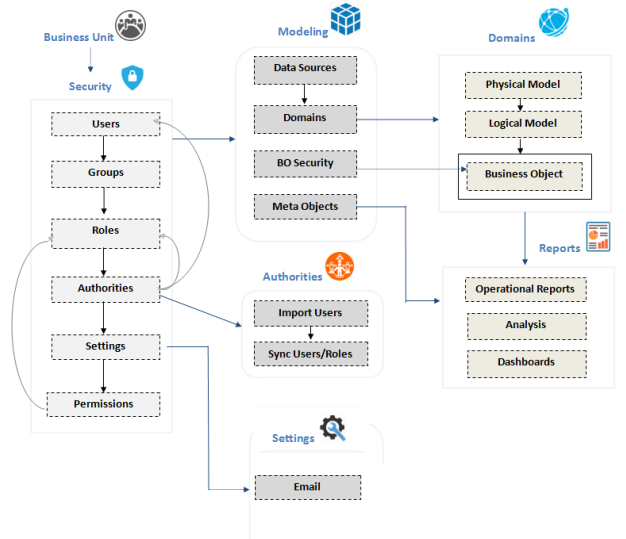 Business Unit
Security
Users
Groups
Roles
Authorities
Settings
Permissions
Modeling
Data Sources
Domains
BO Security
Meta Objects
Authorities
Import Users
Sync Users/Roles
Settings
Email
Domains
Physical Model
Logical Model
Business Object
Reports
Operational Reports
Analysis
Dashboards